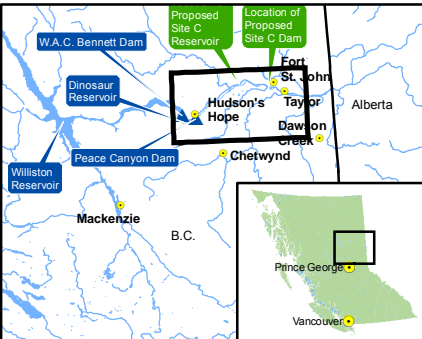 Proposed
Site C
Reservoir
Location of
Proposed
Site C Dam
W.A.C. Bennett Dam
Fort
St. John
Dinosaur
Reservoir
Hudson's
Hope
Taylor
Alberta
Dawson
Creek
Peace Canyon Dam
Chetwynd
Williston
Reservoir
Mackenzie
B.C.
Prince George
Vancouver